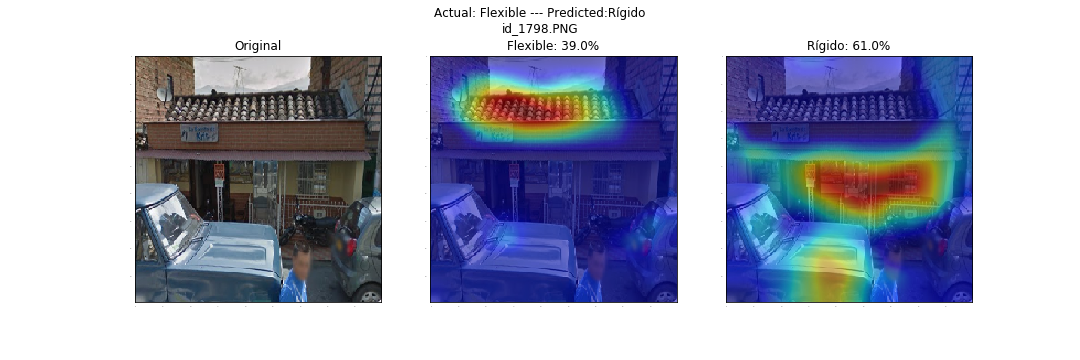 Actual: Flexible --- Predicted:Rígido
id_1798.PNG
Original
Flexible: 39.0%
Rígido: 61.0%